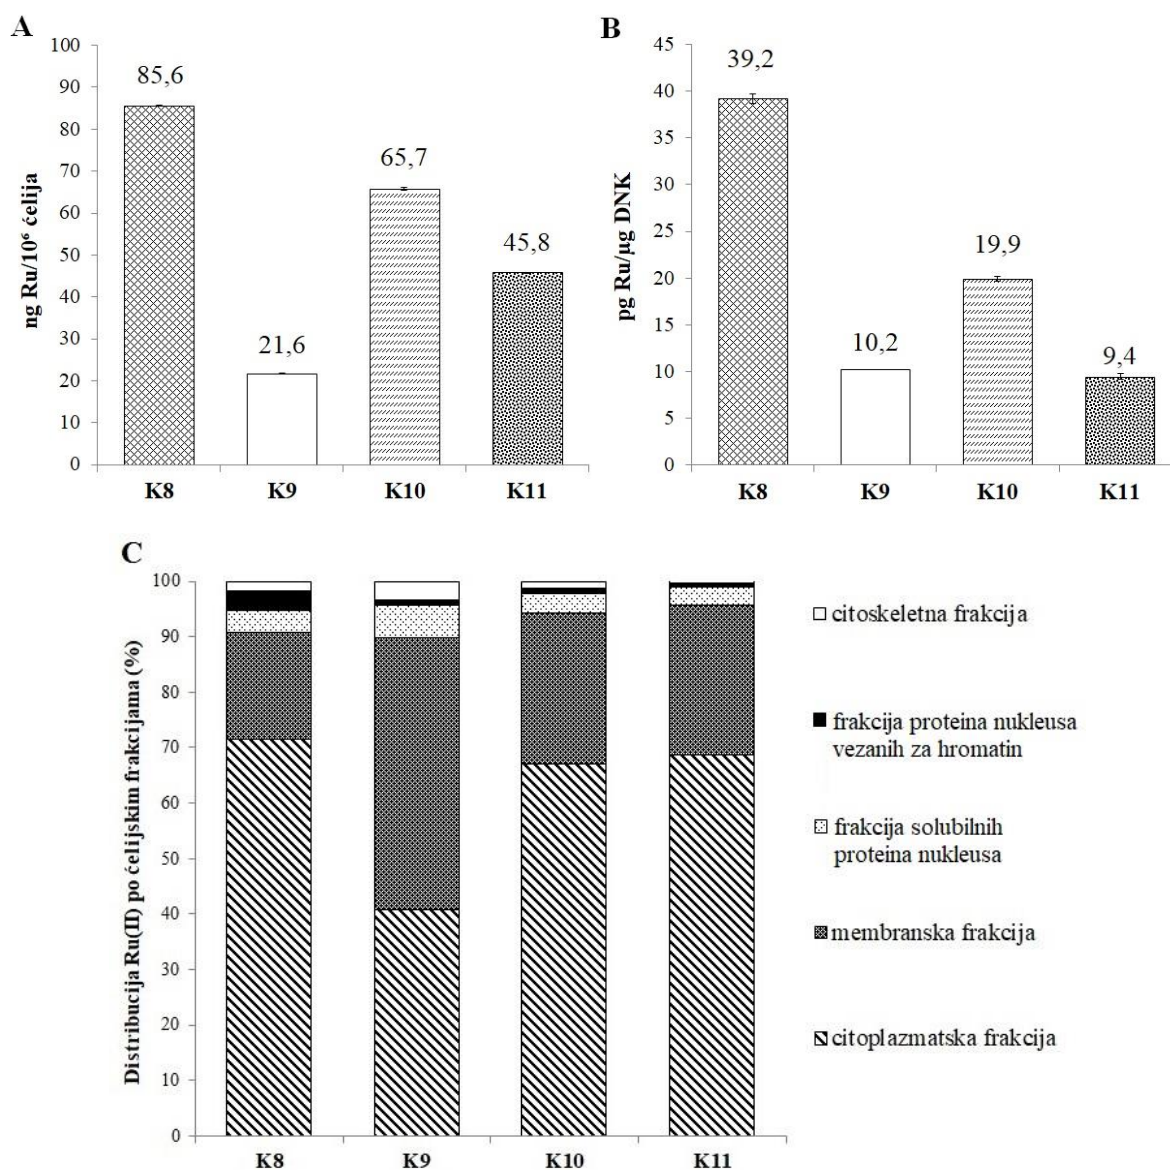 A
ng Ru/10⁶ ćelija
100
90
80
70
60
50
40
30
20
10
0
85,6
21,6
65,7
45,8
K8
K9
K10
K11
B
pg Ru/µg DNK
45
40
35
30
25
20
15
10
5
0
39,2
10,2
19,9
9,4
K8
K9
K10
K11
C
Distribucija Ru(II) po ćelijskim frakcijama (%)
100
90
80
70
60
50
40
30
20
10
0
K8
K9
K10
K11
citoskeletna frakcija
frakcija proteina nukleusa
vezanih za hromatin
frakcija solubilnih
proteina nukleusa
membranska frakcija
citoplazmatska frakcija